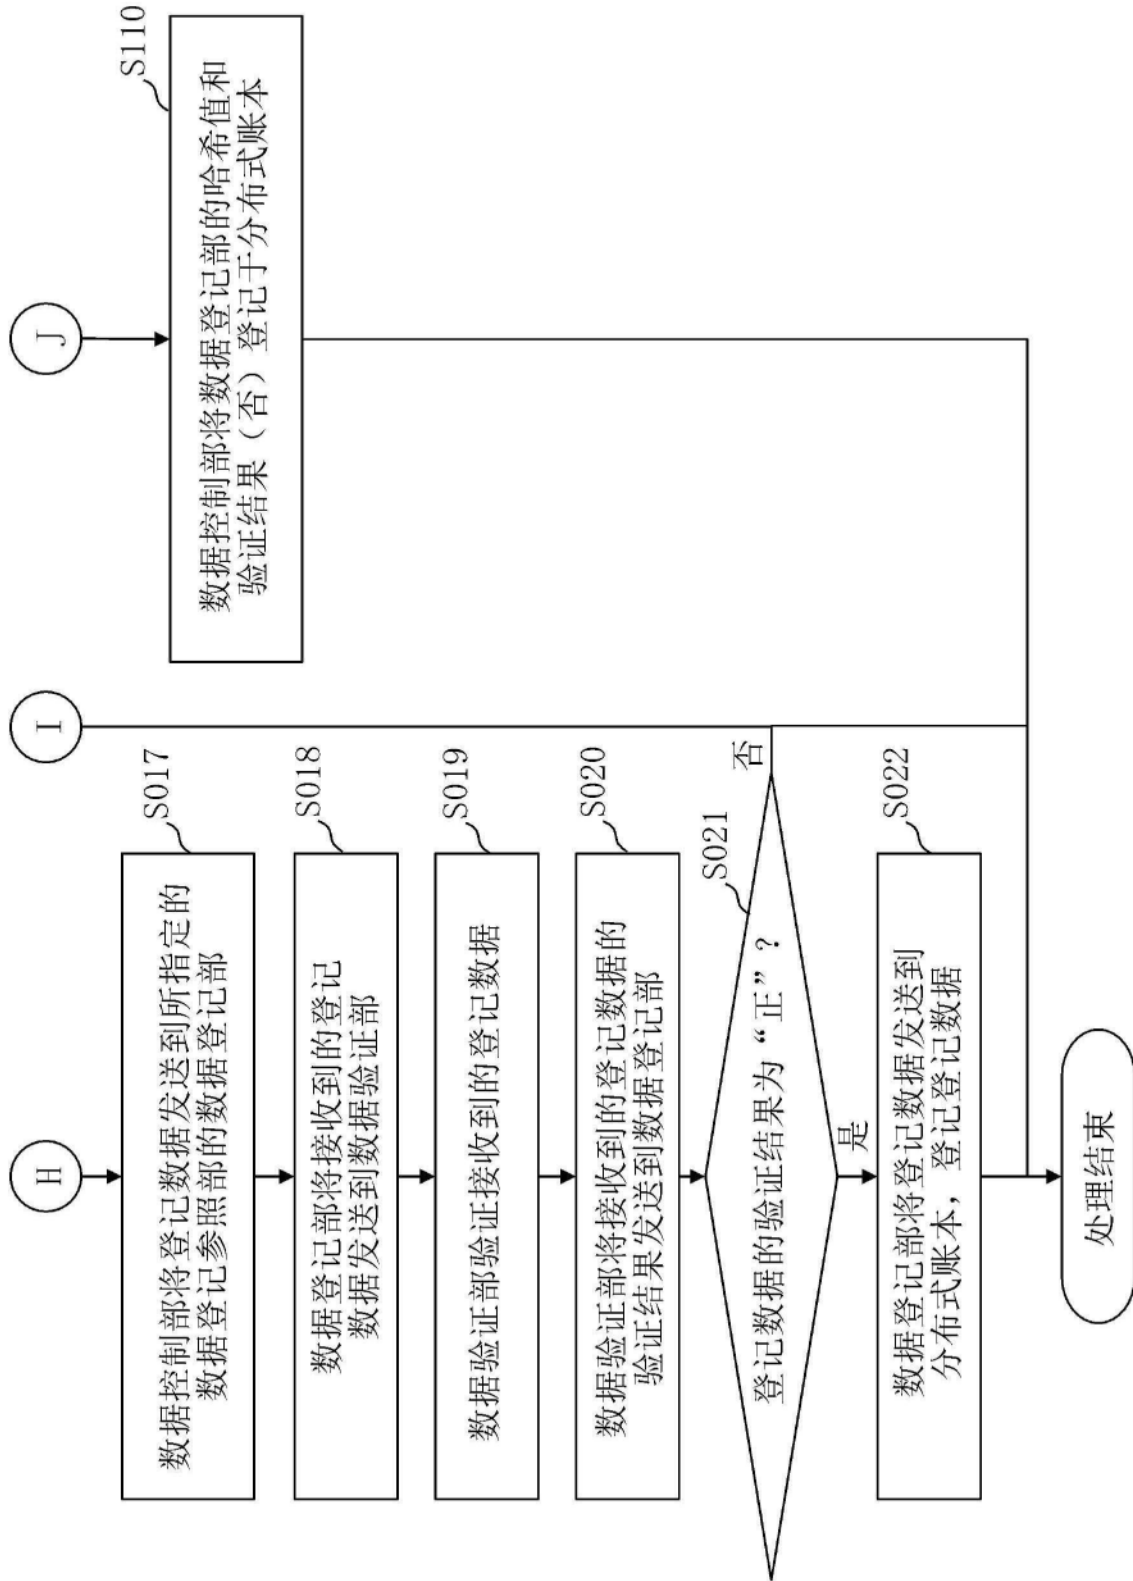 H
S017
数据控制部将登记数据发送到所指定的
数据登记参照部的数据登记部
S018
数据登记部将接收到的登记
数据发送到数据验证部
S019
数据验证部验证接收到的登记数据
S020
数据验证部将接收到的登记数据的
验证结果发送到数据登记部
S021
登记数据的验证结果为“正”？
否
是
S022
数据登记部将登记数据发送到
分布式账本，登记登记数据
处理结束
I
J
S110
数据控制部将数据登记部的哈希值和
验证结果（否）登记于分布式账本